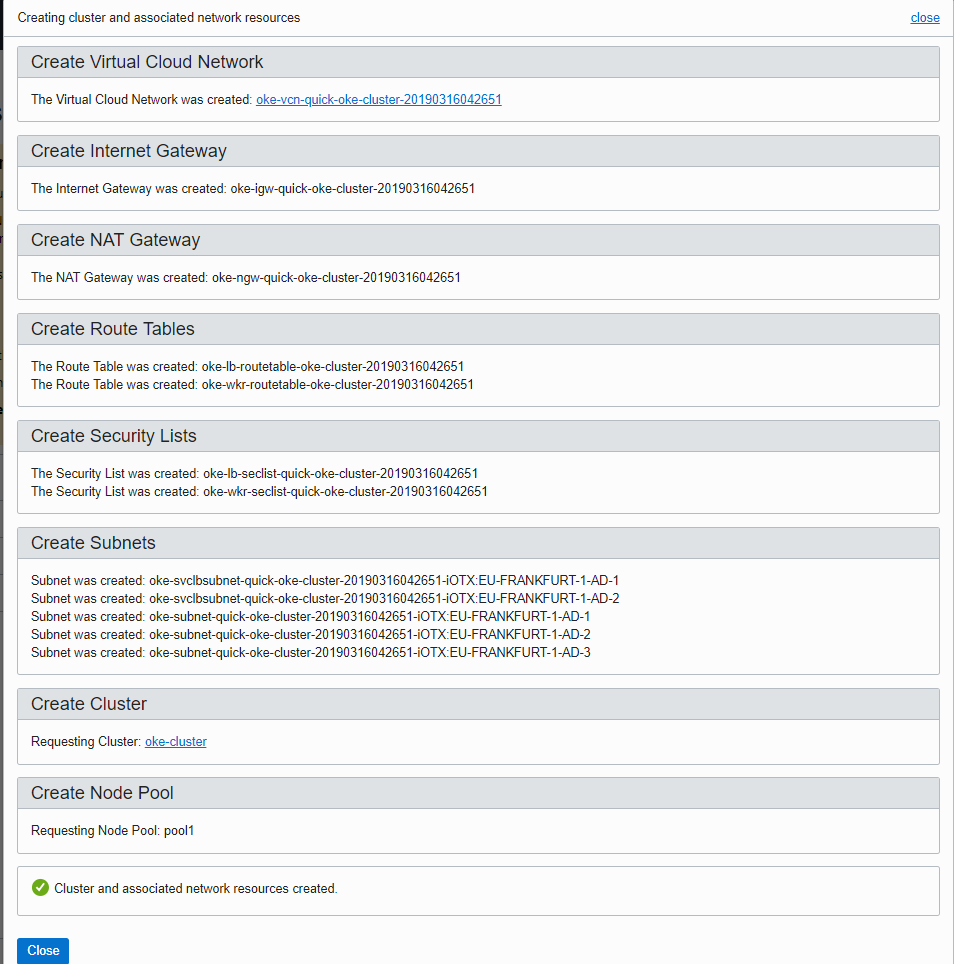 Creating cluster and associated network resources
close
Create Virtual Cloud Network
The Virtual Cloud Network was created: oke-vcn-quick-oke-cluster-20190316042651
Create Internet Gateway
The Internet Gateway was created: oke-igw-quick-oke-cluster-20190316042651
Create NAT Gateway
The NAT Gateway was created: oke-ngw-quick-oke-cluster-20190316042651
Create Route Tables
The Route Table was created: oke-lb-routetable-oke-cluster-20190316042651
The Route Table was created: oke-wkr-routetable-oke-cluster-20190316042651
Create Security Lists
The Security List was created: oke-lb-seclist-quick-oke-cluster-20190316042651
The Security List was created: oke-wkr-seclist-quick-oke-cluster-20190316042651
Create Subnets
Subnet was created: oke-svclbsubnet-quick-oke-cluster-20190316042651-iOTX:EU-FRANKFURT-1-AD-1
Subnet was created: oke-svclbsubnet-quick-oke-cluster-20190316042651-iOTX:EU-FRANKFURT-1-AD-2
Subnet was created: oke-subnet-quick-oke-cluster-20190316042651-iOTX:EU-FRANKFURT-1-AD-1
Subnet was created: oke-subnet-quick-oke-cluster-20190316042651-iOTX:EU-FRANKFURT-1-AD-2
Subnet was created: oke-subnet-quick-oke-cluster-20190316042651-iOTX:EU-FRANKFURT-1-AD-3
Create Cluster
Requesting Cluster: oke-cluster
Create Node Pool
Requesting Node Pool: pool1
Cluster and associated network resources created.
Close